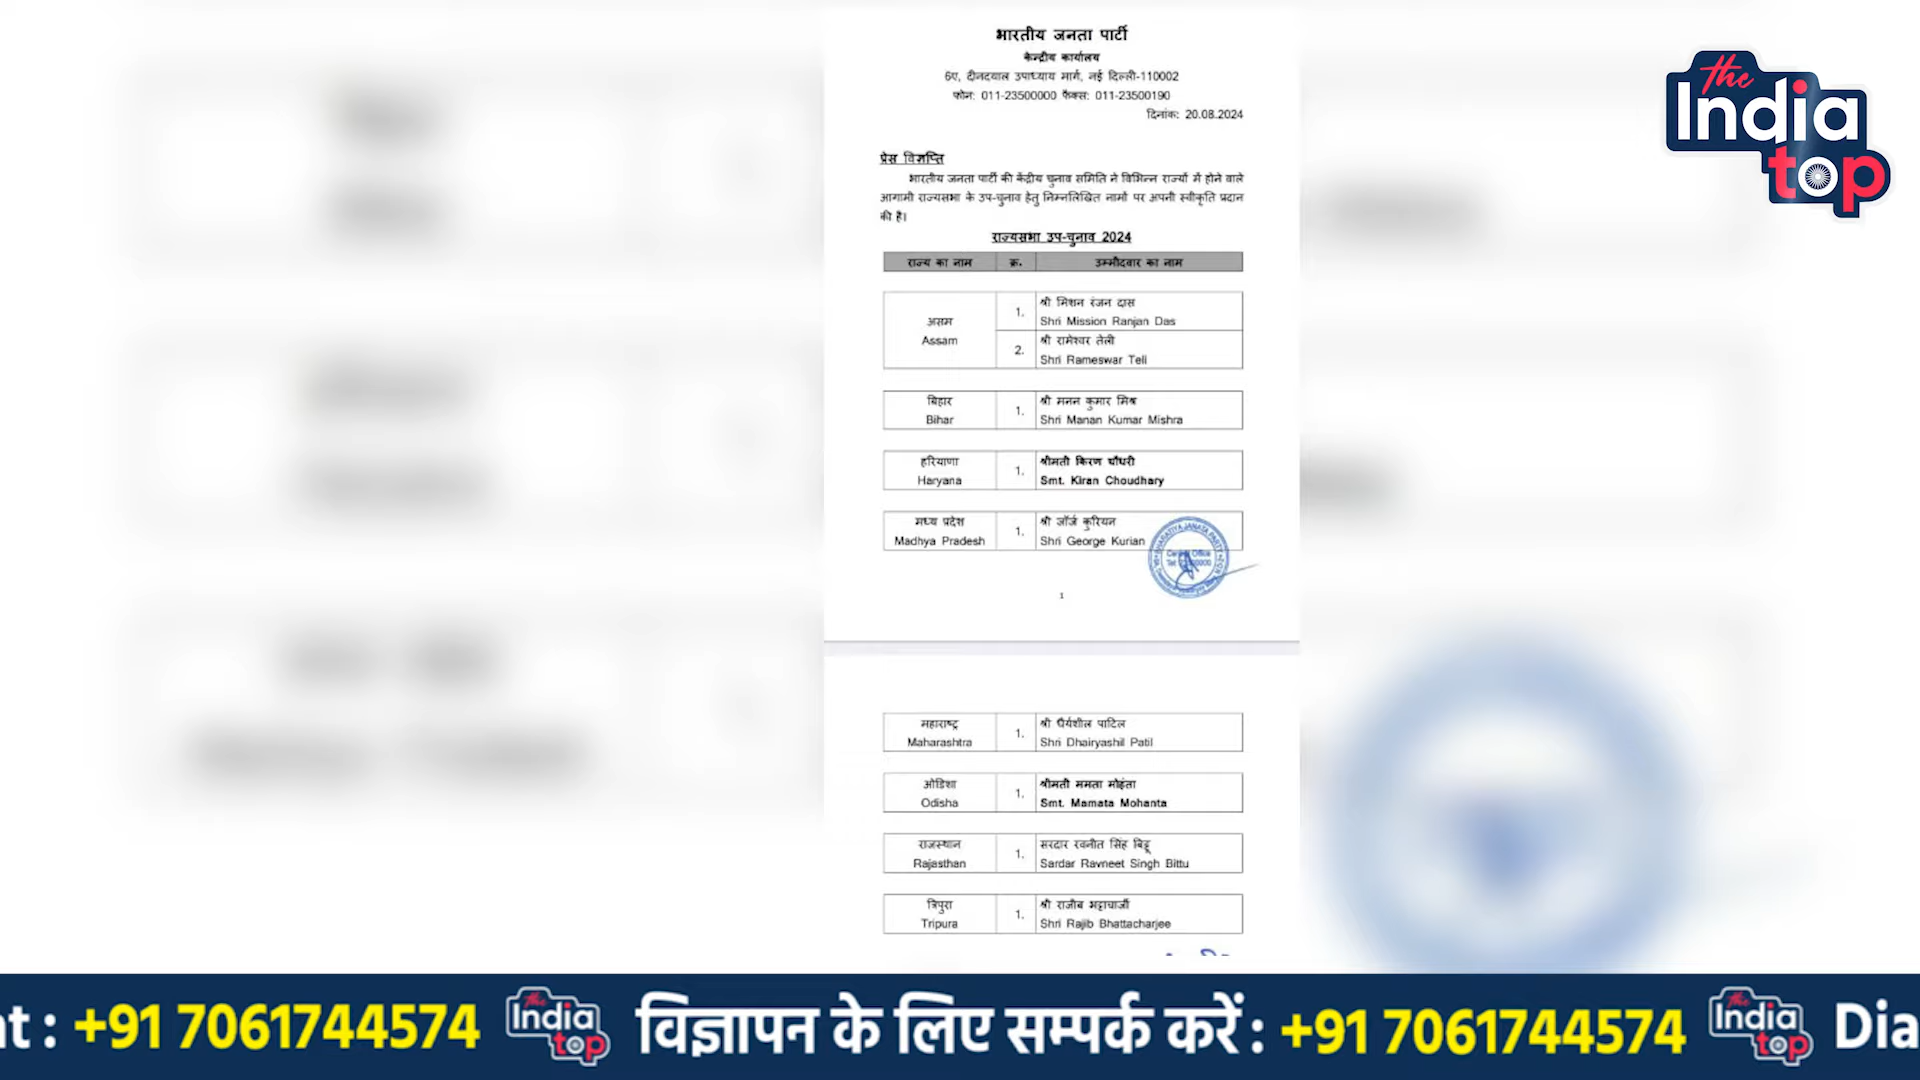 भारतीय जनता पार्टी
केन्द्रीय कार्यालय
6ए, दीनदयाल उपाध्याय मार्ग, नई दिल्ली-110002
फोन: 011-23500000 फैक्स: 011-23500190
दिनांक: 20.08.2024
प्रेस विज्ञप्ति
भारतीय जनता पार्टी की केंद्रीय चुनाव समिति ने विभिन्न राज्यों में होने वाले
आगामी राज्यसभा के उप-चुनाव हेतु निम्नलिखित नामों पर अपनी स्वीकृति प्रदान
की है।
राज्यसभा उप-चुनाव 2024
राज्य का नाम क्र. उम्मीदवार का नाम
असम
Assam
1.
श्री मिशन रंजन दास
Shri Mission Ranjan Das
2.
श्री रामेश्वर तेली
Shri Rameswar Teli
बिहार
Bihar
1.
श्री मनन कुमार मिश्र
Shri Manan Kumar Mishra
हरियाणा
Haryana
1.
श्रीमती किरण चौधरी
Smt. Kiran Choudhary
मध्य प्रदेश
Madhya Pradesh
1.
श्री जॉर्ज कुरियन
Shri George Kurian
BHARATIYA JANATA PARTY
1
महाराष्ट्र
Maharashtra
1.
श्री धैर्यशील पाटिल
Shri Dhairyashil Patil
ओडिशा
Odisha
1.
श्रीमती ममता मोहंता
Smt. Mamata Mohanta
राजस्थान
Rajasthan
1.
सरदार रवनीत सिंह बिट्टू
Sardar Ravneet Singh Bittu
त्रिपुरा
Tripura
1.
श्री राजीब भट्टाचार्जी
Shri Rajib Bhattacharjee
the
India
top
at : +91 7061744574 the India top विज्ञापन के लिए सम्पर्क करें : +91 7061744574 the India top Dia